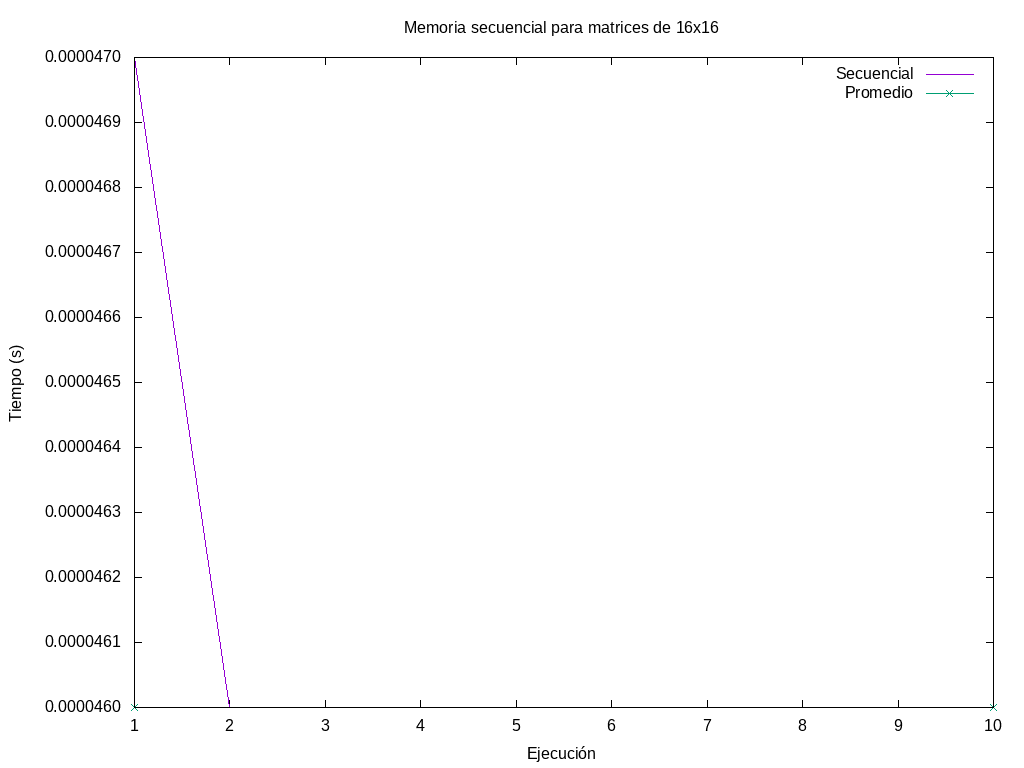 Memoria secuencial para matrices de 16x16
Secuencial
Promedio
0.0000470
0.0000469
0.0000468
0.0000467
0.0000466
0.0000465
0.0000464
0.0000463
0.0000462
0.0000461
0.0000460
Tiempo (s)
1 2 3 4 5 6 7 8 9 10
Ejecución